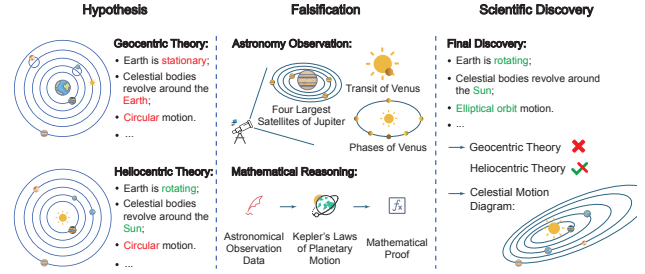 Hypothesis
Geocentric Theory:
• Earth is stationary;
• Celestial bodies
revolve around the
Earth;
• Circular motion.
• ...
Heliocentric Theory:
• Earth is rotating;
• Celestial bodies
revolve around the
Sun;
• Circular motion.
• ...
Falsification
Astronomy Observation:
Four Largest
Satellites of Jupiter
Transit of Venus
Phases of Venus
Mathematical Reasoning:
Astronomical
Observation
Data
Kepler's Laws
of Planetary
Motion
fx
Mathematical
Proof
Scientific Discovery
Final Discovery:
• Earth is rotating;
• Celestial bodies revolve around
the Sun;
• Elliptical orbit motion.
• ...
Geocentric Theory
Heliocentric Theory
Celestial Motion
Diagram: